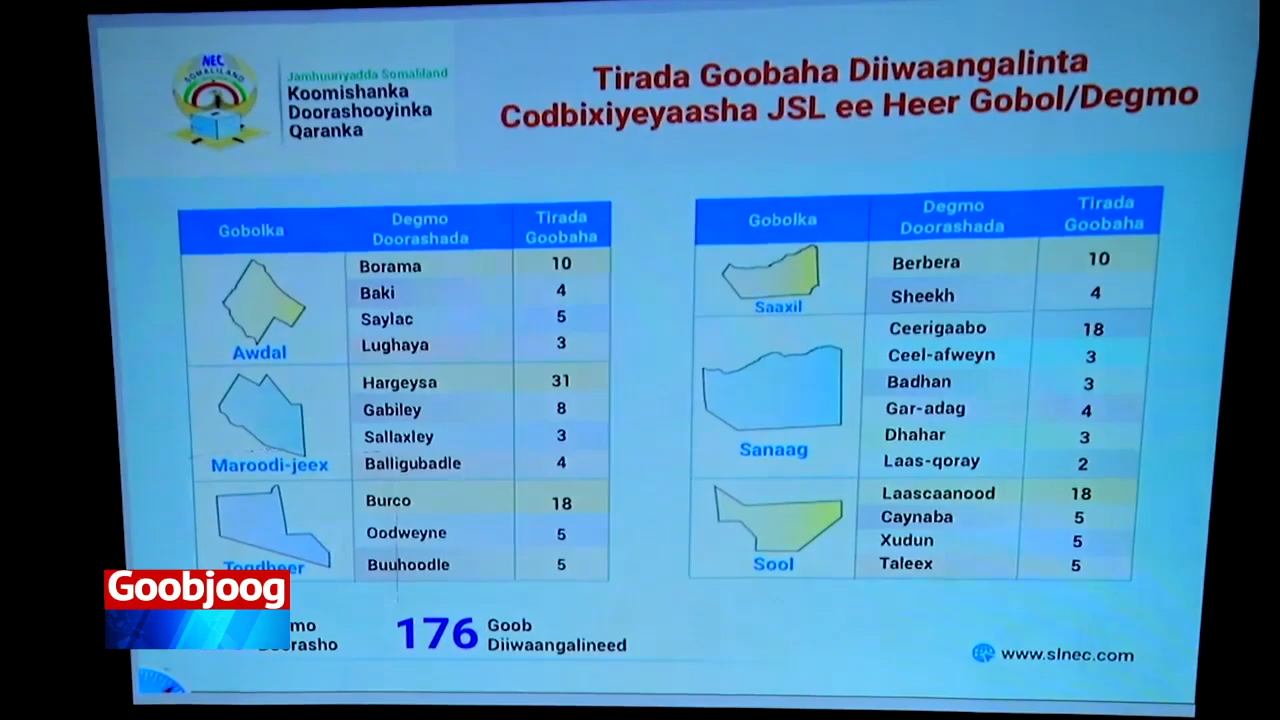 NEC
SOMALILAND
Jamhuuriyadda Somaliland
Koomishanka
Doorashooyinka
Qaranka
Tirada Goobaha Diiwaangalinta
Codbixiyeyaasha JSL ee Heer Gobol/Degmo
Gobolka Degmo Doorashada Tirada Goobaha
Awdal
Borama 10
Baki 4
Saylac 5
Lughaya 3
Maroodi-jeex
Hargeysa 31
Gabiley 8
Sallaxley 3
Balligubadle 4
Togdheer
Burco 18
Oodweyne 5
Buuhoodle 5
Gobolka Degmo Doorashada Tirada Goobaha
Saaxil
Berbera 10
Sheekh 4
Sanaag
Ceerigaabo 18
Ceel-afweyn 3
Badhan 3
Gar-adag 4
Dhahar 3
Laas-qoray 2
Sool
Laascaanood 18
Caynaba 5
Xudun 5
Taleex 5
Goobjoog
176 Goob
Diiwaangalineed
www.slnec.com